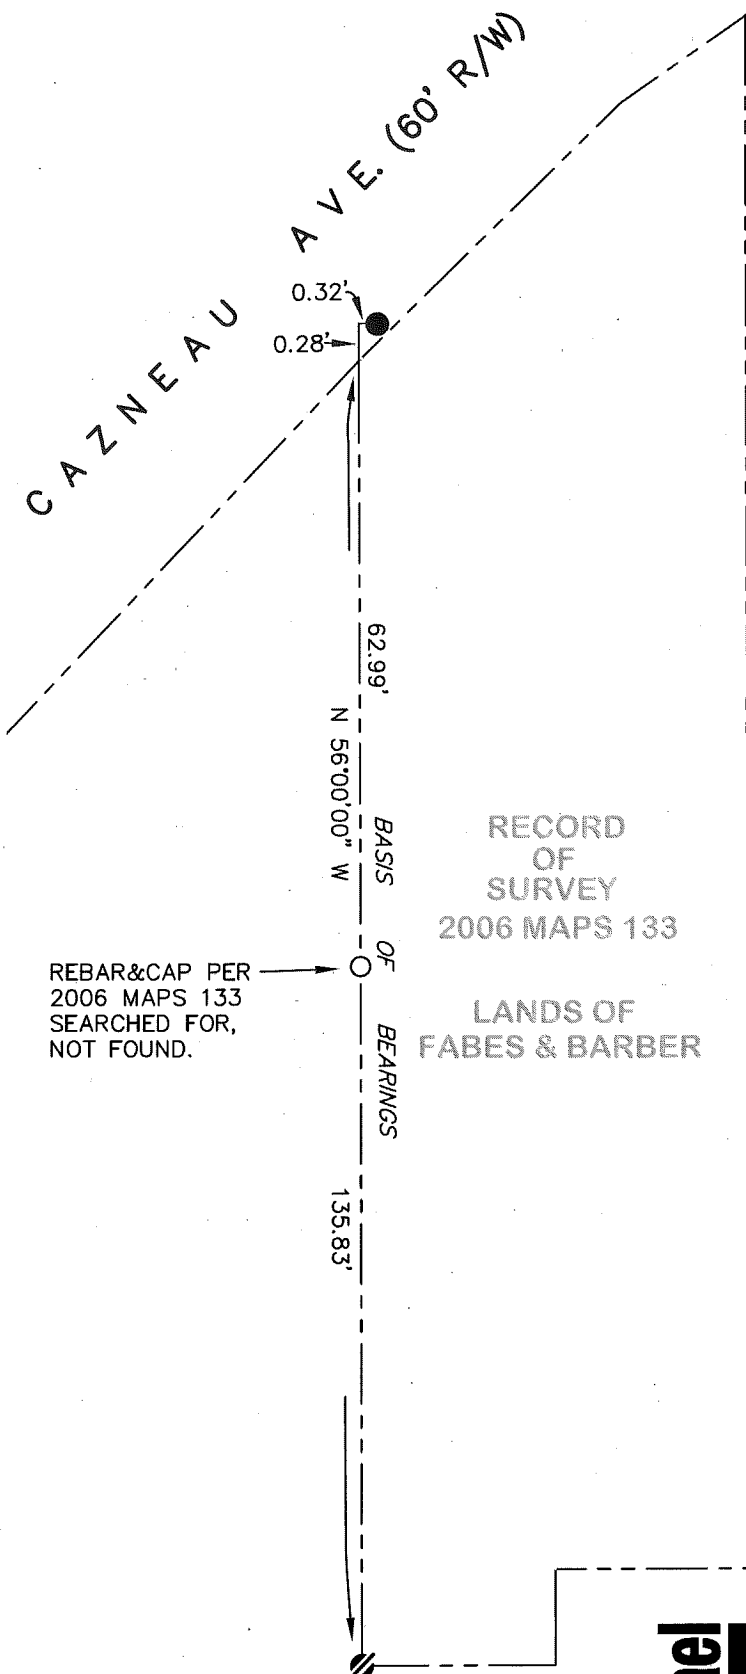 CAZNEAU AVE. (60' R/W)
0.32'
0.28'
62.99'
N 56°00'00" W
BASIS OF BEARINGS
RECORD
OF
SURVEY
2006 MAPS 133
LANDS OF
FABES & BARBER
REBAR&CAP PER
2006 MAPS 133
SEARCHED FOR,
NOT FOUND.
135.83'